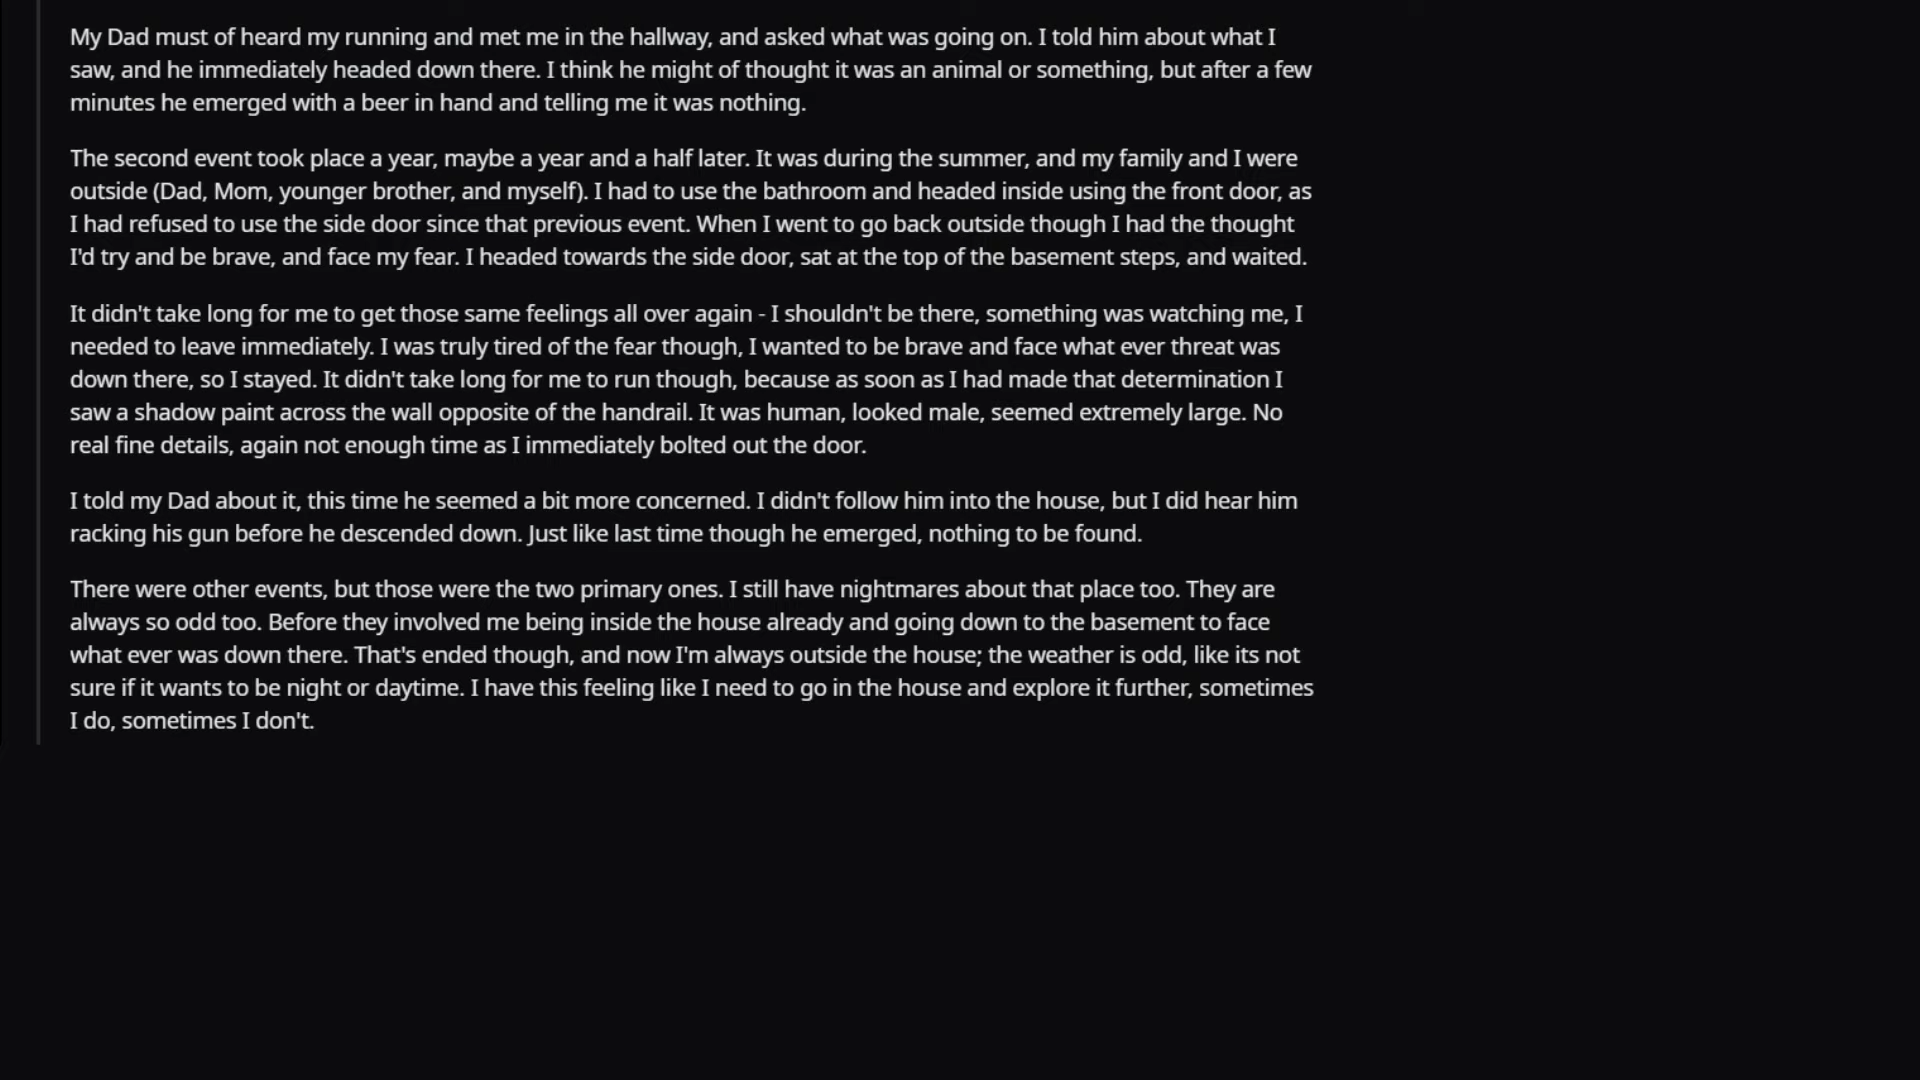 My Dad must of heard my running and met me in the hallway, and asked what was going on. I told him about what I
saw, and he immediately headed down there. I think he might of thought it was an animal or something, but after a few
minutes he emerged with a beer in hand and telling me it was nothing.
The second event took place a year, maybe a year and a half later. It was during the summer, and my family and I were
outside (Dad, Mom, younger brother, and myself). I had to use the bathroom and headed inside using the front door, as
I had refused to use the side door since that previous event. When I went to go back outside though I had the thought
I'd try and be brave, and face my fear. I headed towards the side door, sat at the top of the basement steps, and waited.
It didn't take long for me to get those same feelings all over again - I shouldn't be there, something was watching me, I
needed to leave immediately. I was truly tired of the fear though, I wanted to be brave and face what ever threat was
down there, so I stayed. It didn't take long for me to run though, because as soon as I had made that determination I
saw a shadow paint across the wall opposite of the handrail. It was human, looked male, seemed extremely large. No
real fine details, again not enough time as I immediately bolted out the door.
I told my Dad about it, this time he seemed a bit more concerned. I didn't follow him into the house, but I did hear him
racking his gun before he descended down. Just like last time though he emerged, nothing to be found.
There were other events, but those were the two primary ones. I still have nightmares about that place too. They are
always so odd too. Before they involved me being inside the house already and going down to the basement to face
what ever was down there. That's ended though, and now I'm always outside the house; the weather is odd, like its not
sure if it wants to be night or daytime. I have this feeling like I need to go in the house and explore it further, sometimes
I do, sometimes I don't.